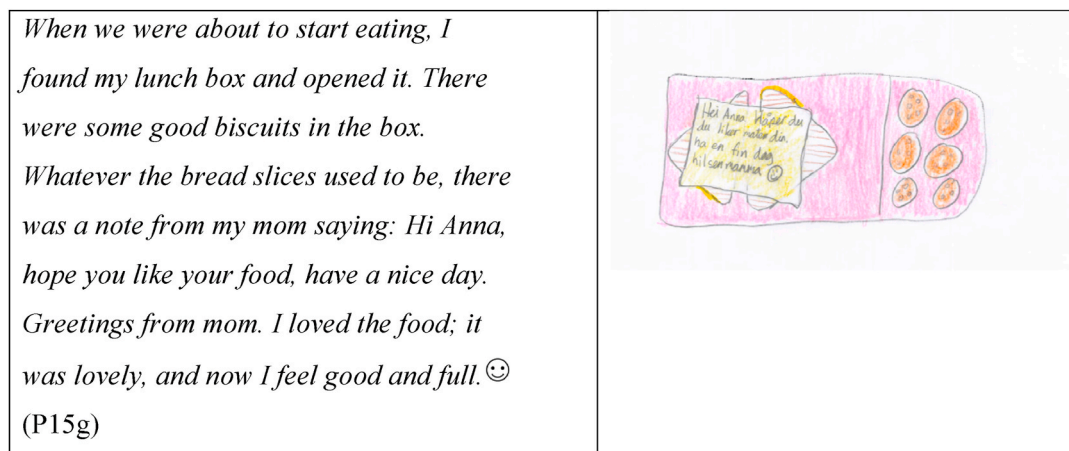 When we were about to start eating, I
found my lunch box and opened it. There
were some good biscuits in the box.
Whatever the bread slices used to be, there
was a note from my mom saying: Hi Anna,
hope you like your food, have a nice day.
Greetings from mom. I loved the food; it
was lovely, and now I feel good and full.☺
(P15g)
Hei Anna håper du
du liker maten din
ha en fin dag
hilsen mamma ☺